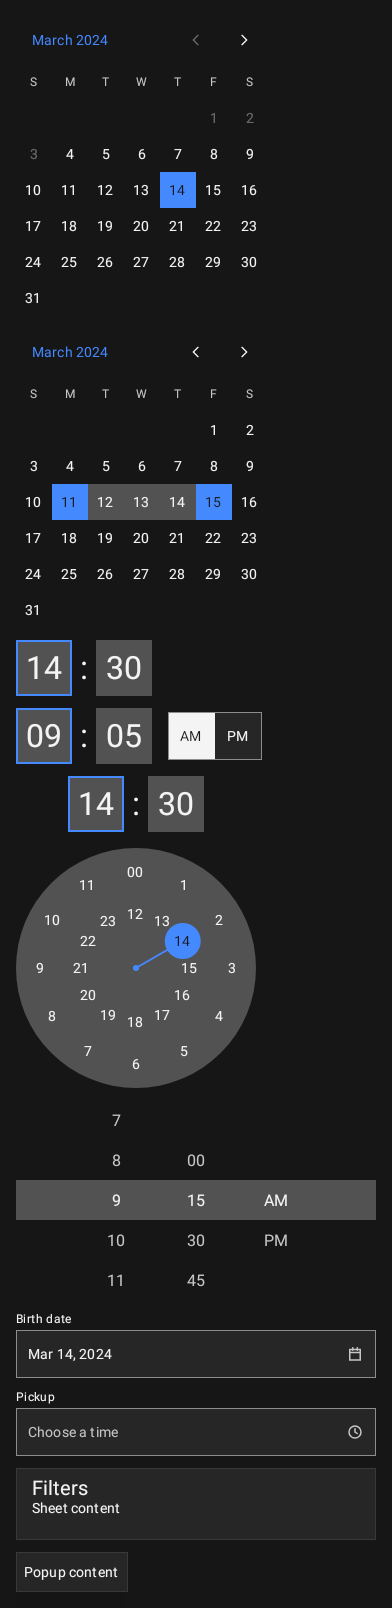 March 2024
S M T W T F S
1 2
3 4 5 6 7 8 9
10 11 12 13 14 15 16
17 18 19 20 21 22 23
24 25 26 27 28 29 30
31
March 2024
S M T W T F S
1 2
3 4 5 6 7 8 9
10 11 12 13 14 15 16
17 18 19 20 21 22 23
24 25 26 27 28 29 30
31
14 : 30
09 : 05 AM PM
14 : 30
00
11 1
12
10 23 13 2
22 14
9 21 15 3
20 16
8 19 17 4
18
7 5
6
7
8 00
9 15 AM
10 30 PM
11 45
Birth date
Mar 14, 2024
Pickup
Choose a time
Filters
Sheet content
Popup content